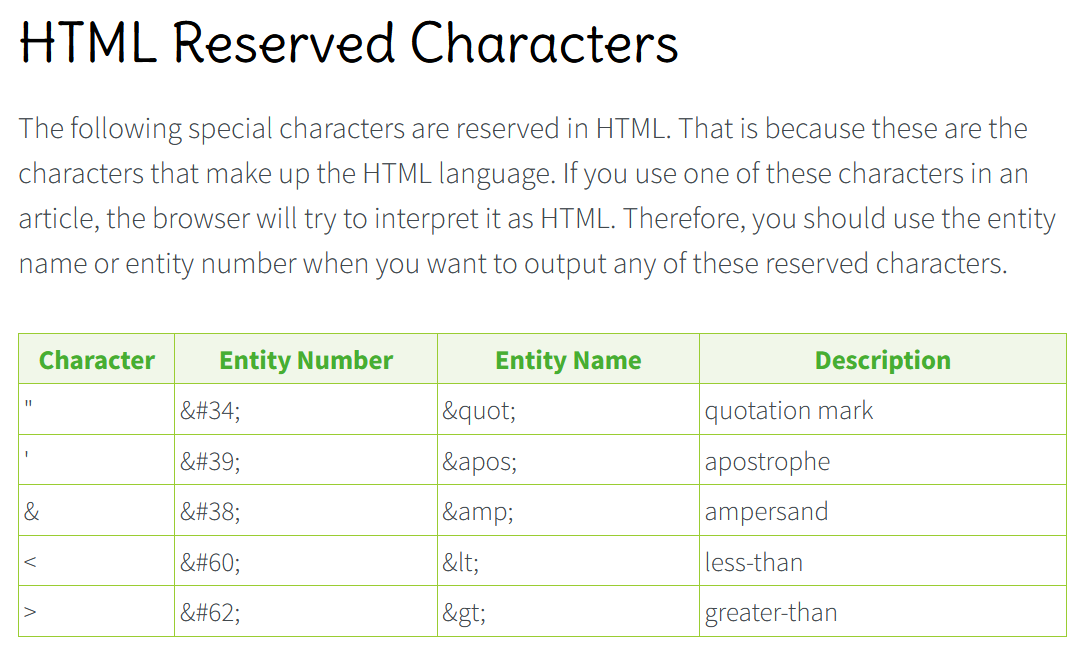 HTML Reserved Characters
The following special characters are reserved in HTML. That is because these are the
characters that make up the HTML language. If you use one of these characters in an
article, the browser will try to interpret it as HTML. Therefore, you should use the entity
name or entity number when you want to output any of these reserved characters.
Character Entity Number Entity Name Description
" &#34; &quot; quotation mark
' &#39; &apos; apostrophe
& &#38; &amp; ampersand
< &#60; &lt; less-than
> &#62; &gt; greater-than